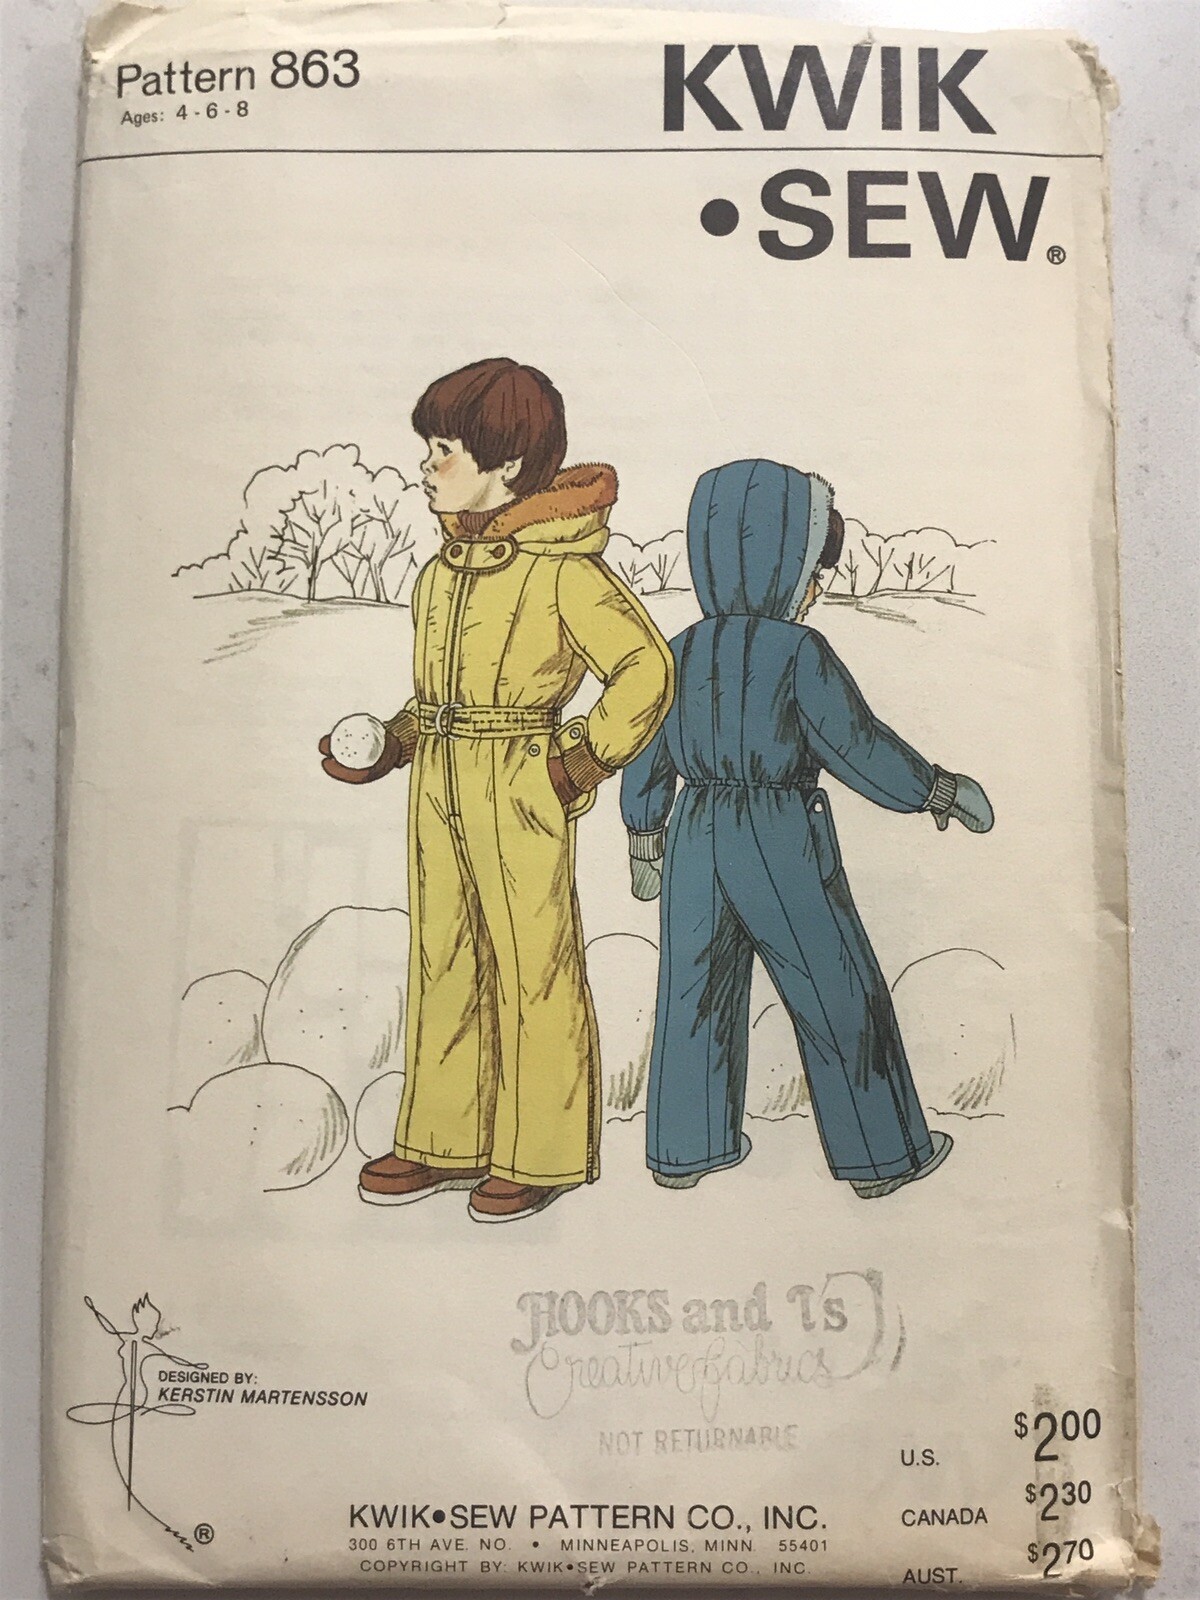 Pattern 863
Ages: 4 - 6 - 8
KWIK
•SEW®
HOOKS and I's
Creative fabrics
NOT RETURNABLE
DESIGNED BY:
KERSTIN MARTENSSON
®
U.S. $2.00
CANADA $2.30
AUST. $2.70
KWIK•SEW PATTERN CO., INC.
300 6TH AVE. NO. • MINNEAPOLIS, MINN. 55401
COPYRIGHT BY: KWIK•SEW PATTERN CO., INC.